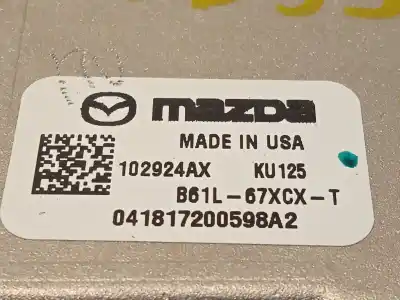 mazda
MADE IN USA
102924AX KU125
B61L-67XCX-T
041817200598A2